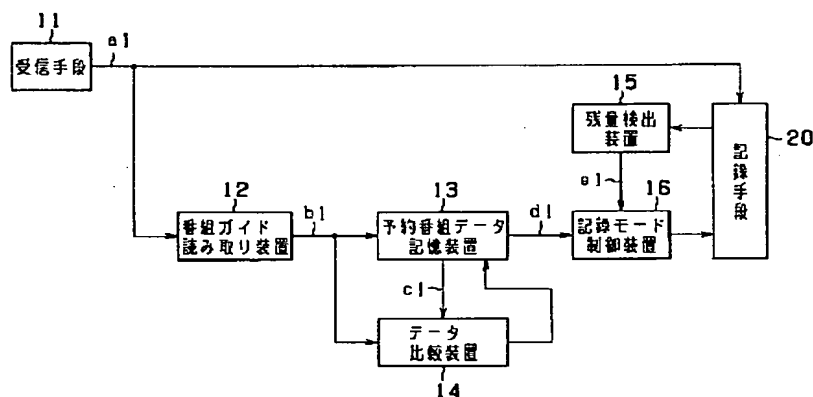 11
受信手段
a1
15
残量検出
装置
20
記録手段
e1
16
12
番組ガイド
読み取り装置
b1
13
予約番組データ
記憶装置
d1
記録モード
制御装置
c1
データ
比較装置
14